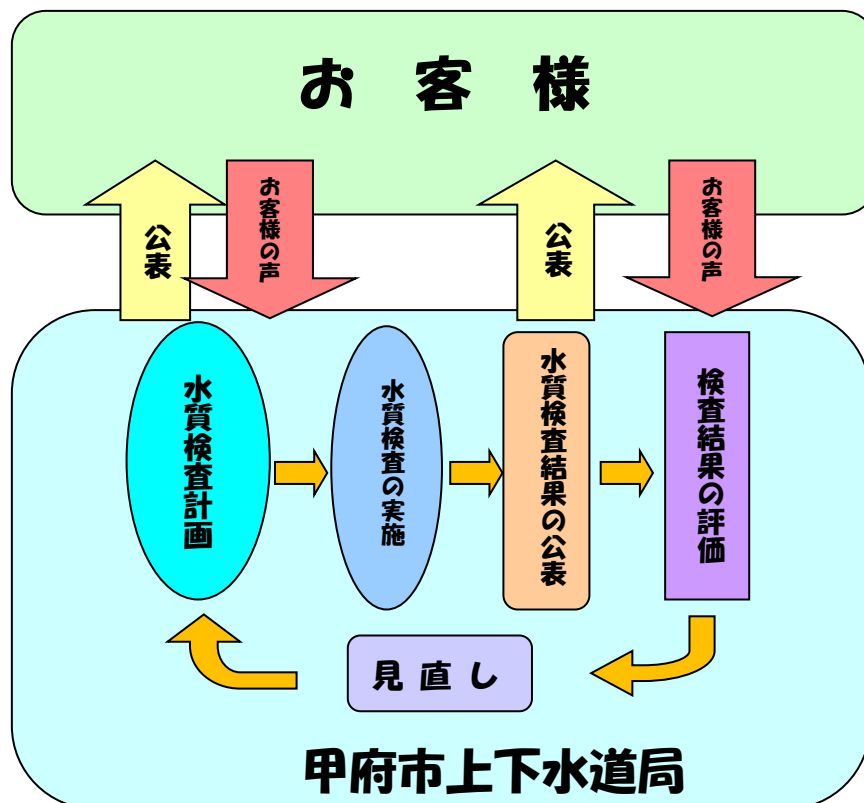 お客様
公表
お客様の声
公表
お客様の声
水質検査計画
水質検査の実施
水質検査結果の公表
検査結果の評価
見直し
甲府市上下水道局